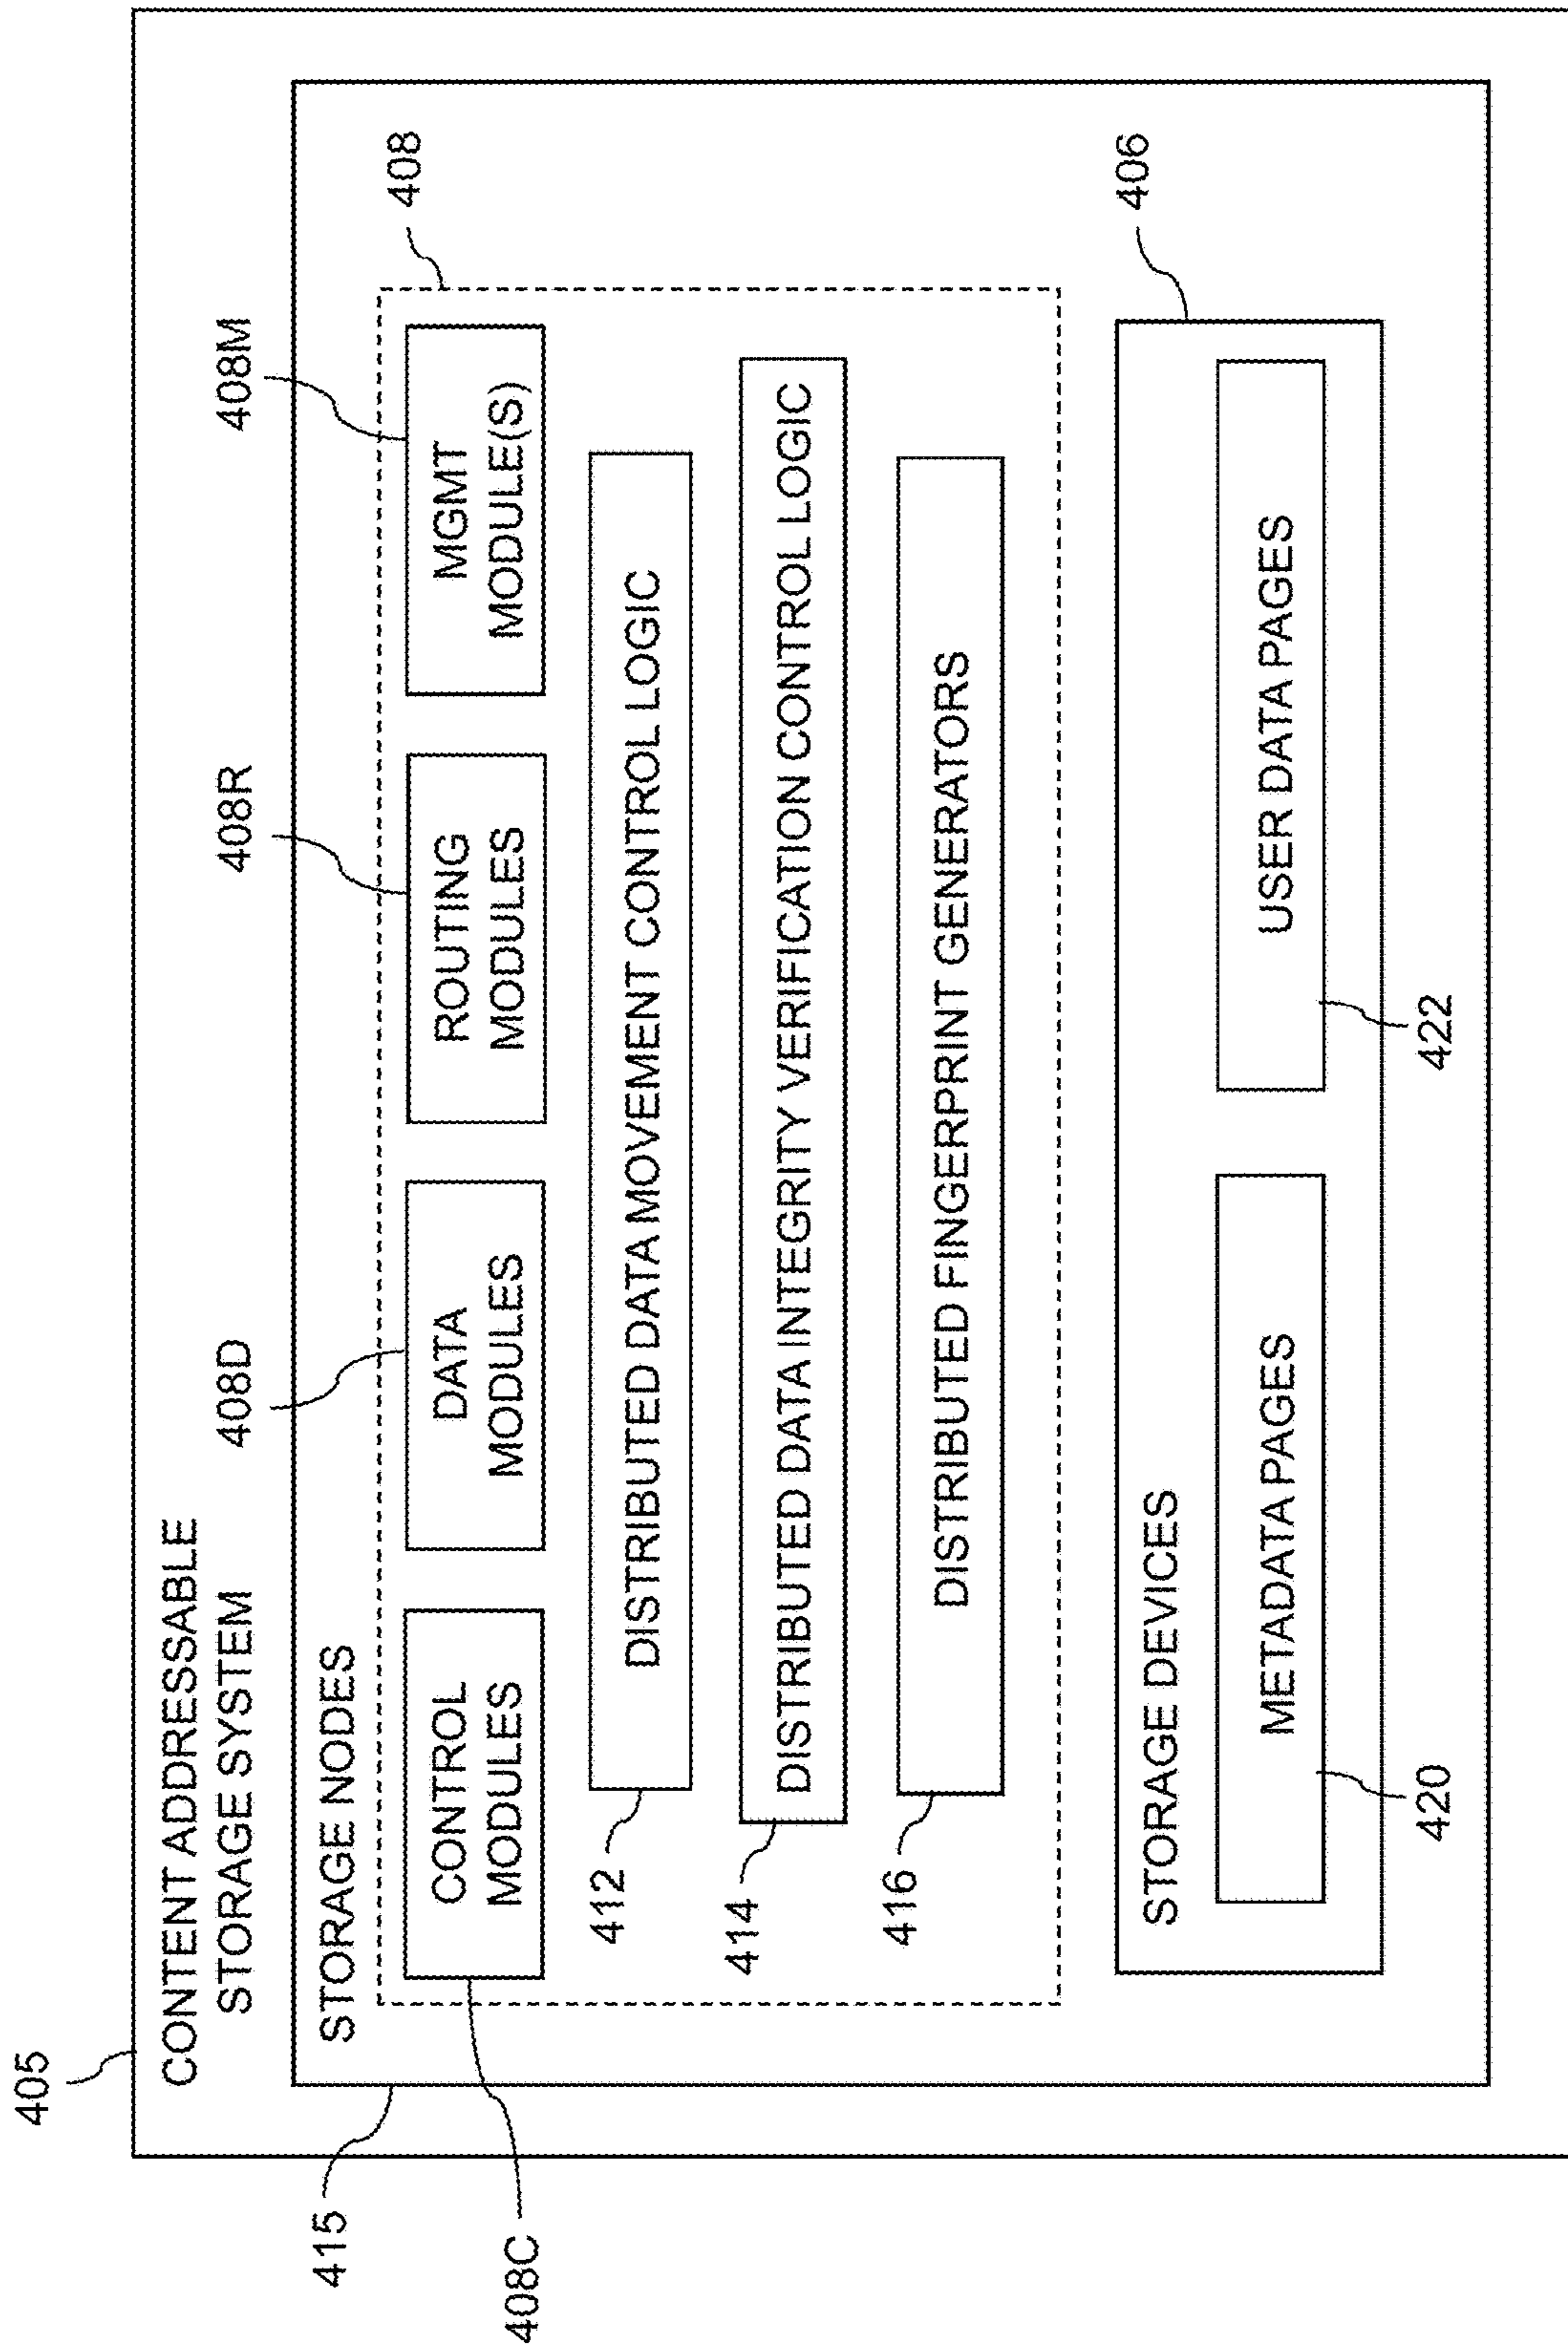 405
CONTENT ADDRESSABLE
STORAGE SYSTEM
408D
408R
408M
415
STORAGE NODES
408
408C
CONTROL
MODULES
DATA
MODULES
ROUTING
MODULES
MGMT
MODULE(S)
412
DISTRIBUTED DATA MOVEMENT CONTROL LOGIC
414
DISTRIBUTED DATA INTEGRITY VERIFICATION CONTROL LOGIC
416
DISTRIBUTED FINGERPRINT GENERATORS
406
STORAGE DEVICES
METADATA PAGES
USER DATA PAGES
420
422